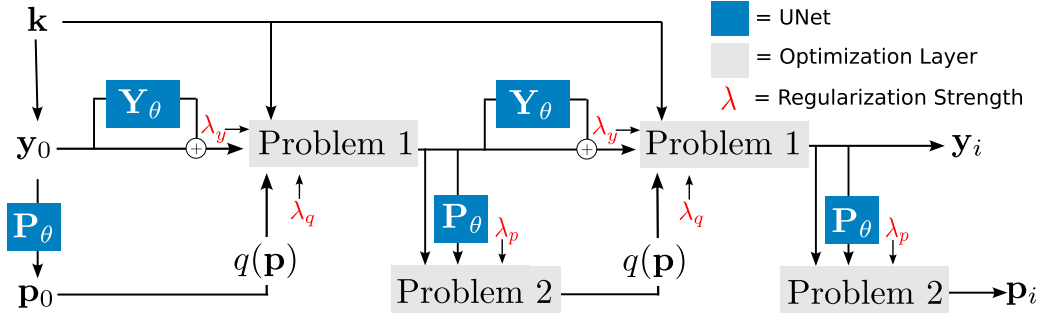 k
= UNet
= Optimization Layer
λ = Regularization Strength
Y_θ
Y_θ
λ_y
λ_y
y_0
+
Problem 1
+
Problem 1
y_i
P_θ
λ_q
P_θ
λ_p
λ_q
P_θ
λ_p
q(p)
q(p)
p_0
Problem 2
Problem 2
p_i